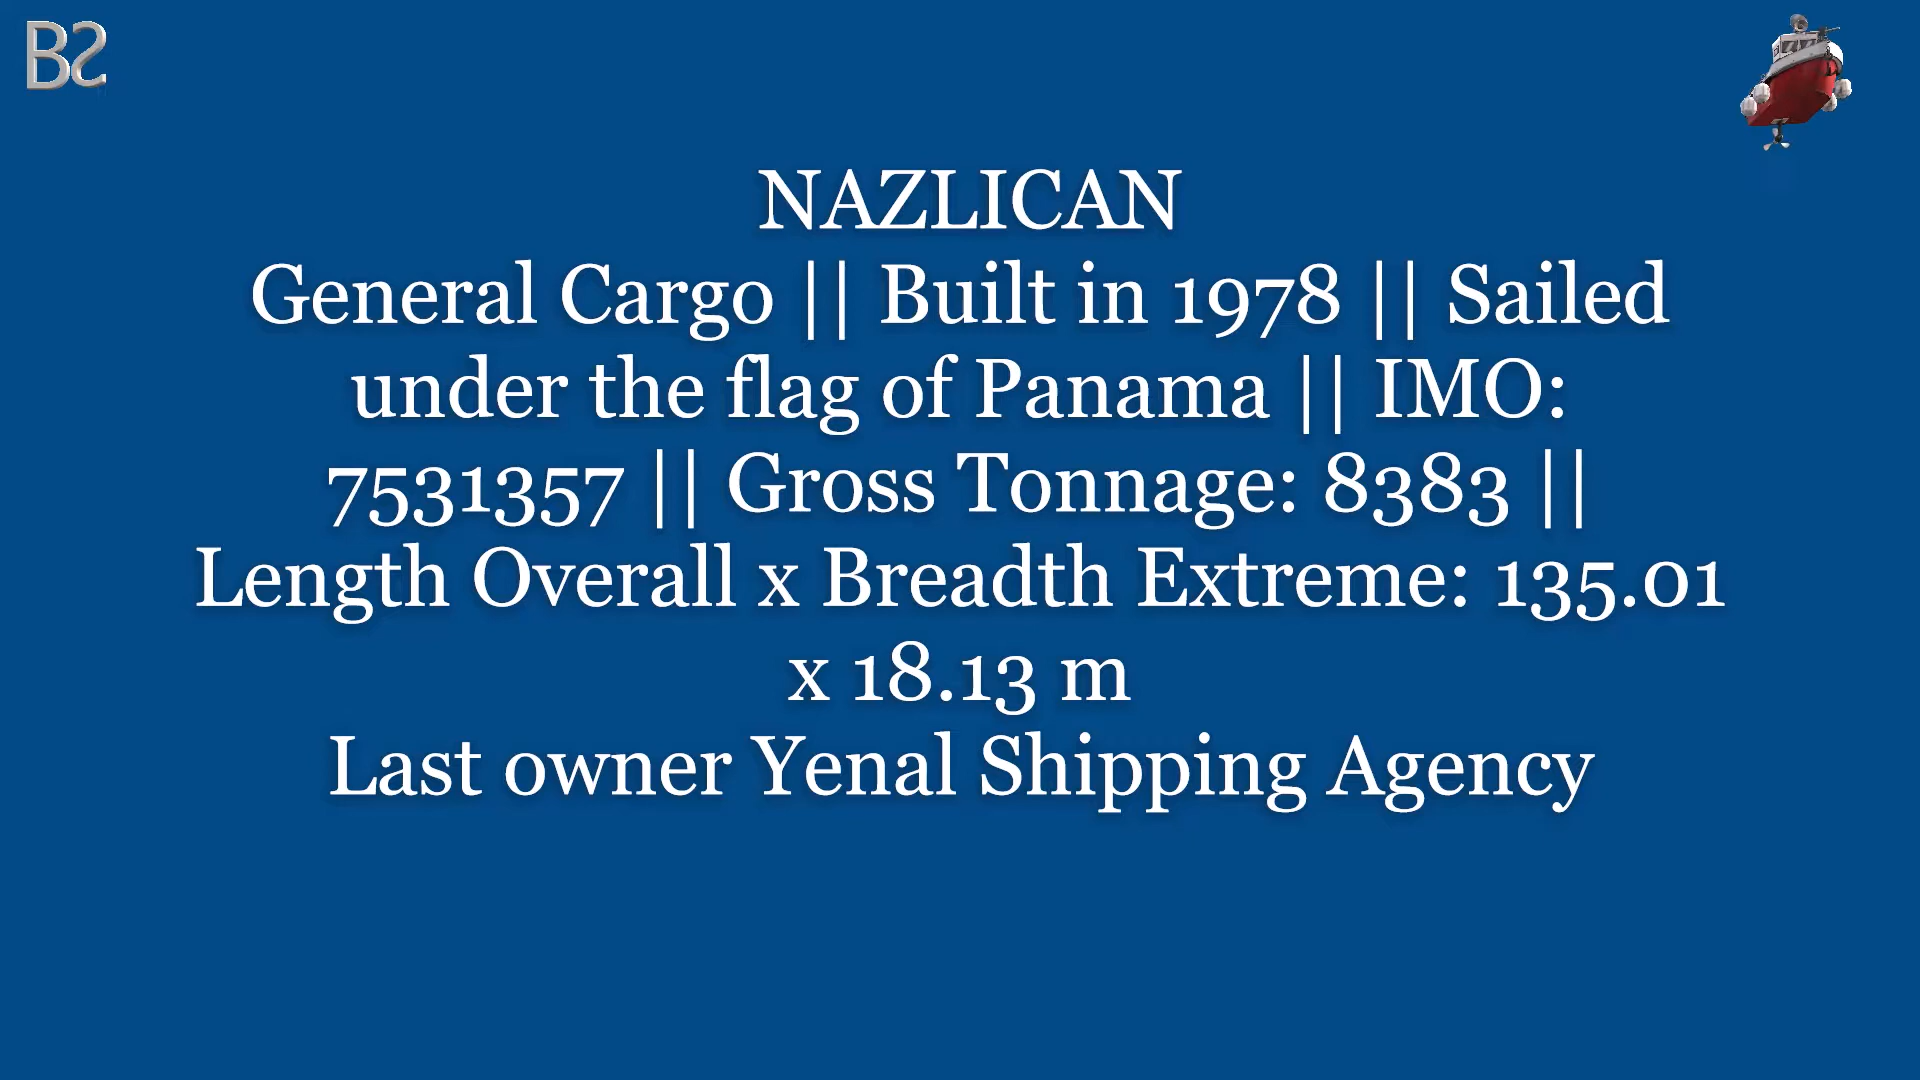 BS
NAZLICAN
General Cargo || Built in 1978 || Sailed
under the flag of Panama || IMO:
7531357 || Gross Tonnage: 8383 ||
Length Overall x Breadth Extreme: 135.01
x 18.13 m
Last owner Yenal Shipping Agency